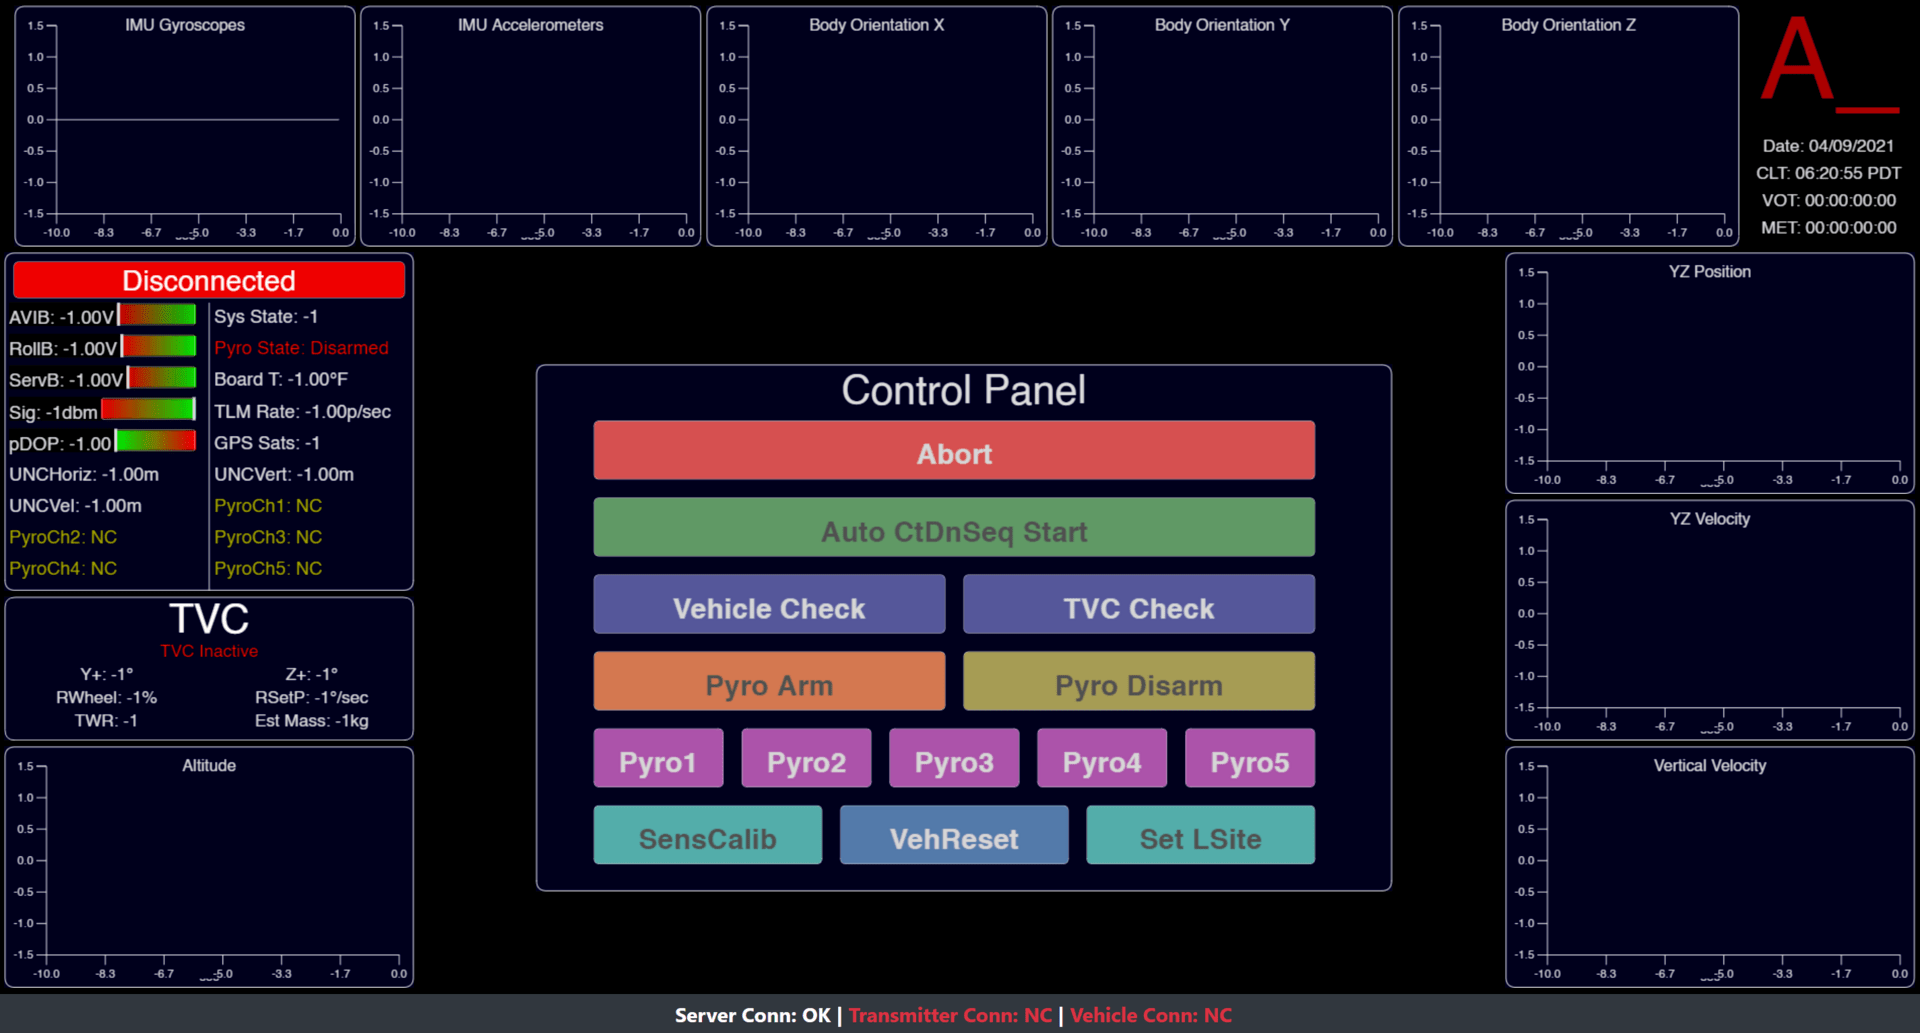 IMU Gyroscopes
1.5
1.0
0.5
0.0
-0.5
-1.0
-1.5
-10.0 -8.3 -6.7 -5.0 -3.3 -1.7 0.0
IMU Accelerometers
1.5
1.0
0.5
0.0
-0.5
-1.0
-1.5
-10.0 -8.3 -6.7 -5.0 -3.3 -1.7 0.0
Body Orientation X
1.5
1.0
0.5
0.0
-0.5
-1.0
-1.5
-10.0 -8.3 -6.7 -5.0 -3.3 -1.7 0.0
Body Orientation Y
1.5
1.0
0.5
0.0
-0.5
-1.0
-1.5
-10.0 -8.3 -6.7 -5.0 -3.3 -1.7 0.0
Body Orientation Z
1.5
1.0
0.5
0.0
-0.5
-1.0
-1.5
-10.0 -8.3 -6.7 -5.0 -3.3 -1.7 0.0
A_
Date: 04/09/2021
CLT: 06:20:55 PDT
VOT: 00:00:00:00
MET: 00:00:00:00
Disconnected
AVIB: -1.00V Sys State: -1
RollB: -1.00V Pyro State: Disarmed
ServB: -1.00V Board T: -1.00°F
Sig: -1dbm TLM Rate: -1.00p/sec
pDOP: -1.00 GPS Sats: -1
UNCHoriz: -1.00m UNCVert: -1.00m
UNCVel: -1.00m PyroCh1: NC
PyroCh2: NC PyroCh3: NC
PyroCh4: NC PyroCh5: NC
TVC
TVC Inactive
Y+: -1° Z+: -1°
RWheel: -1% RSetP: -1°/sec
TWR: -1 Est Mass: -1kg
Altitude
1.5
1.0
0.5
0.0
-0.5
-1.0
-1.5
-10.0 -8.3 -6.7 -5.0 -3.3 -1.7 0.0
Control Panel
Abort
Auto CtDnSeq Start
Vehicle Check TVC Check
Pyro Arm Pyro Disarm
Pyro1 Pyro2 Pyro3 Pyro4 Pyro5
SensCalib VehReset Set LSite
YZ Position
1.5
1.0
0.5
0.0
-0.5
-1.0
-1.5
-10.0 -8.3 -6.7 -5.0 -3.3 -1.7 0.0
YZ Velocity
1.5
1.0
0.5
0.0
-0.5
-1.0
-1.5
-10.0 -8.3 -6.7 -5.0 -3.3 -1.7 0.0
Vertical Velocity
1.5
1.0
0.5
0.0
-0.5
-1.0
-1.5
-10.0 -8.3 -6.7 -5.0 -3.3 -1.7 0.0
Server Conn: OK | Transmitter Conn: NC | Vehicle Conn: NC